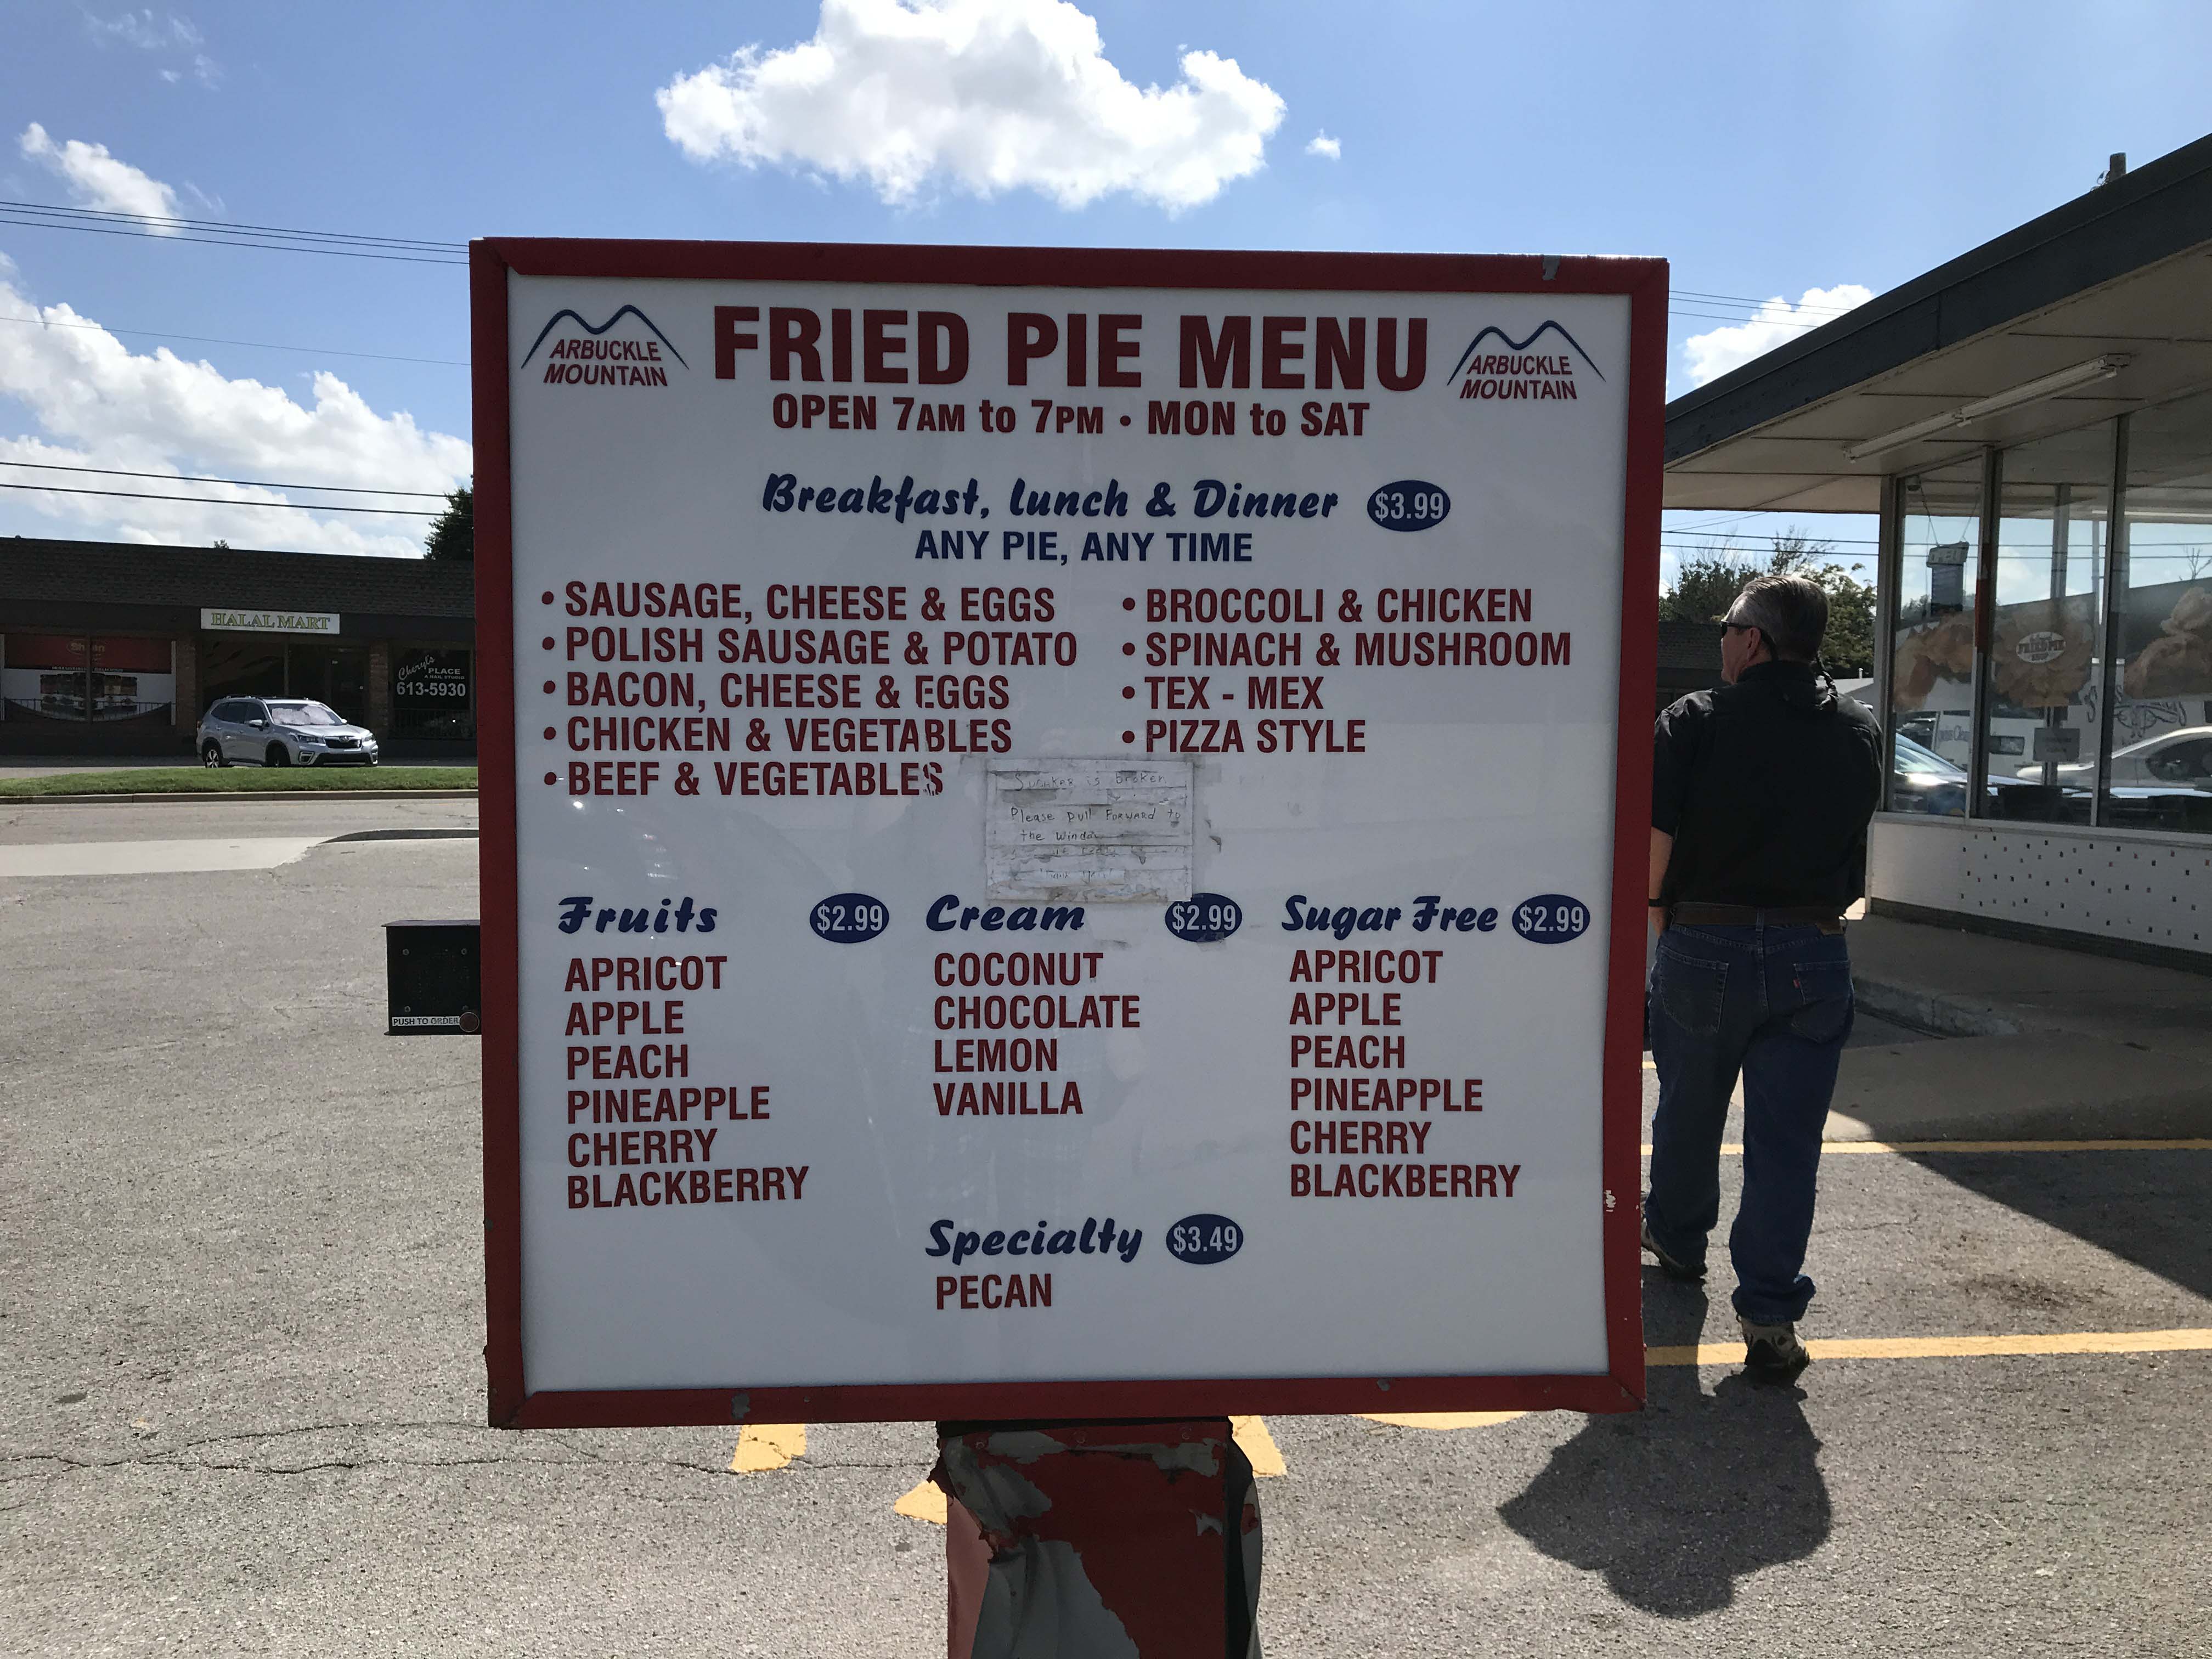 ARBUCKLE
MOUNTAIN
FRIED PIE MENU
ARBUCKLE
MOUNTAIN
OPEN 7AM to 7PM • MON to SAT
Breakfast, Lunch & Dinner $3.99
ANY PIE, ANY TIME
• SAUSAGE, CHEESE & EGGS
• POLISH SAUSAGE & POTATO
• BACON, CHEESE & EGGS
• CHICKEN & VEGETABLES
• BEEF & VEGETABLES
• BROCCOLI & CHICKEN
• SPINACH & MUSHROOM
• TEX - MEX
• PIZZA STYLE
Speaker is Broken
Please pull Forward to
the window
Fruits $2.99
APRICOT
APPLE
PEACH
PINEAPPLE
CHERRY
BLACKBERRY
Cream $2.99
COCONUT
CHOCOLATE
LEMON
VANILLA
Sugar Free $2.99
APRICOT
APPLE
PEACH
PINEAPPLE
CHERRY
BLACKBERRY
Specialty $3.49
PECAN
PUSH TO ORDER
HALAL MART
Cheryl's
PLACE
613-5930
FRIED PIE